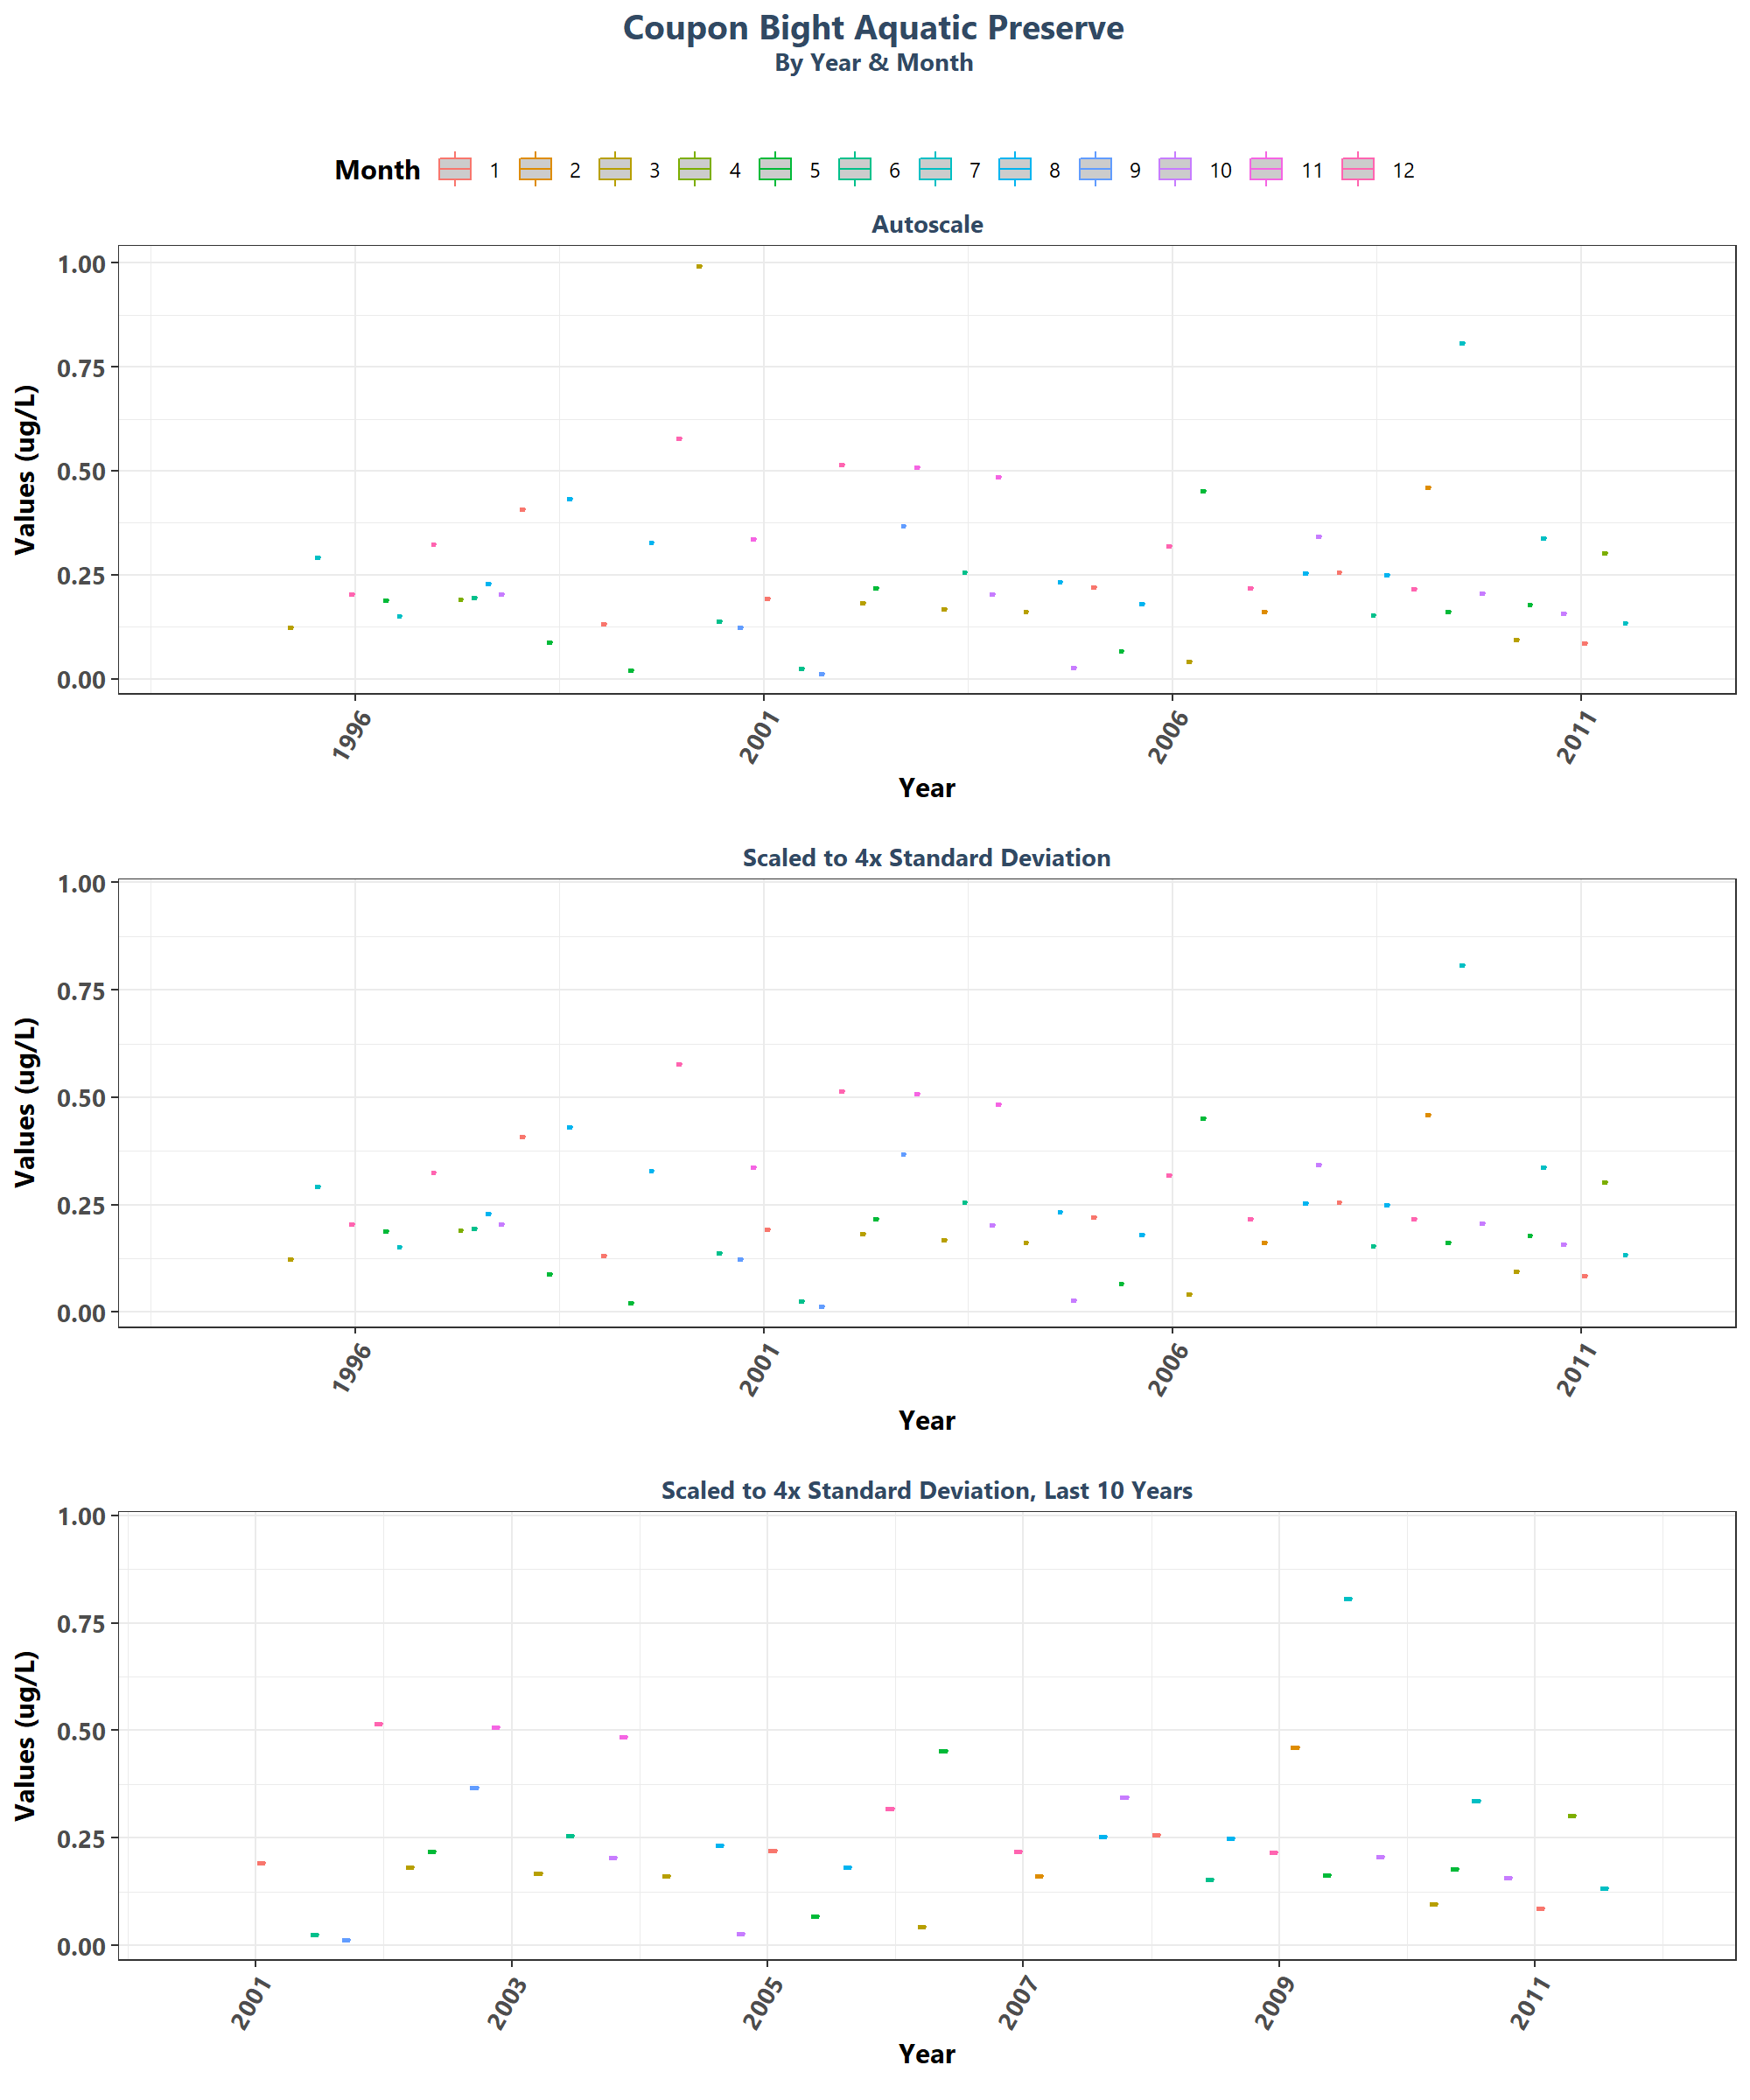 Coupon Bight Aquatic Preserve
By Year & Month
Month 1 2 3 4 5 6 7 8 9 10 11 12
Autoscale
Values (ug/L)
1.00
0.75
0.50
0.25
0.00
1996 2001 2006 2011
Year
Scaled to 4x Standard Deviation
Values (ug/L)
1.00
0.75
0.50
0.25
0.00
1996 2001 2006 2011
Year
Scaled to 4x Standard Deviation, Last 10 Years
Values (ug/L)
1.00
0.75
0.50
0.25
0.00
2001 2003 2005 2007 2009 2011
Year